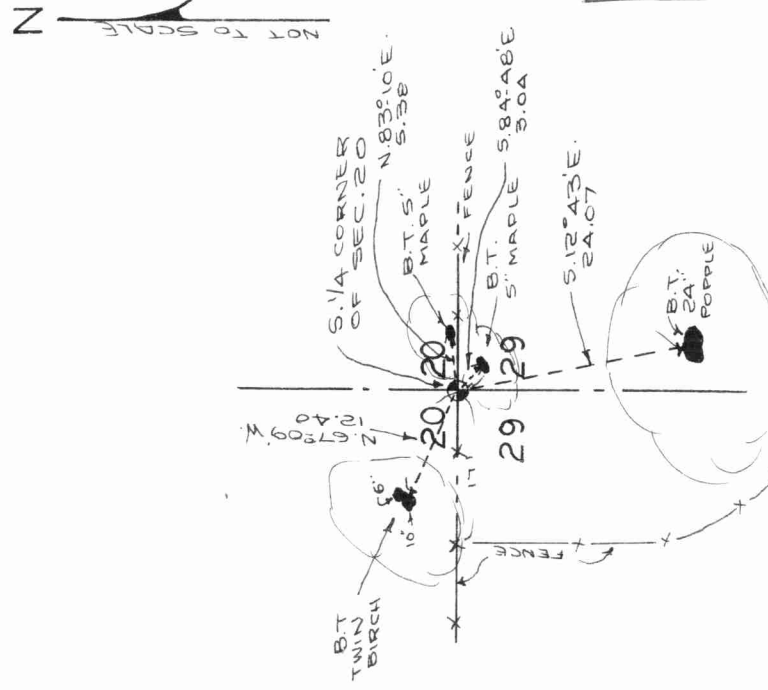 Z
NOT TO SCALE
S.1/4 CORNER
OF SEC.20
N.83°-10'E.
5.38
B.T. 5"
MAPLE
FENCE
S.84°-48'E
3.04
B.T.
5" MAPLE
S.12°43'E.
24.07
B.T.
24"
POPPLE
N.67°09'W.
12.40
20
20
29
29
6"
10"
17
B.T
TWIN
BIRCH
FENCE